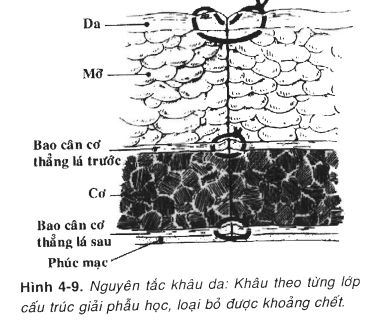 Da
Mỡ
Bao cân cơ
thẳng lá trước
Cơ
Bao cân cơ
thẳng lá sau
Phúc mạc
Hình 4-9. Nguyên tắc khâu da: Khâu theo từng lớp
cấu trúc giải phẫu học, loại bỏ được khoảng chết.